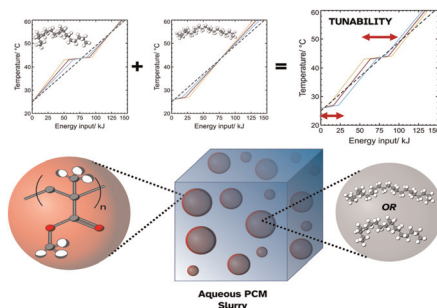 Temperature/ °C
60
50
40
30
20
0 25 50 75 100 125 150
Energy input/ kJ
+
Temperature/ °C
60
50
40
30
20
0 25 50 75 100 125 150
Energy input/ kJ
=
TUNABILITY
Temperature/ °C
60
50
40
30
20
0 25 50 75 100 125 150
Energy input/ kJ
n
OR
Aqueous PCM
Slurry